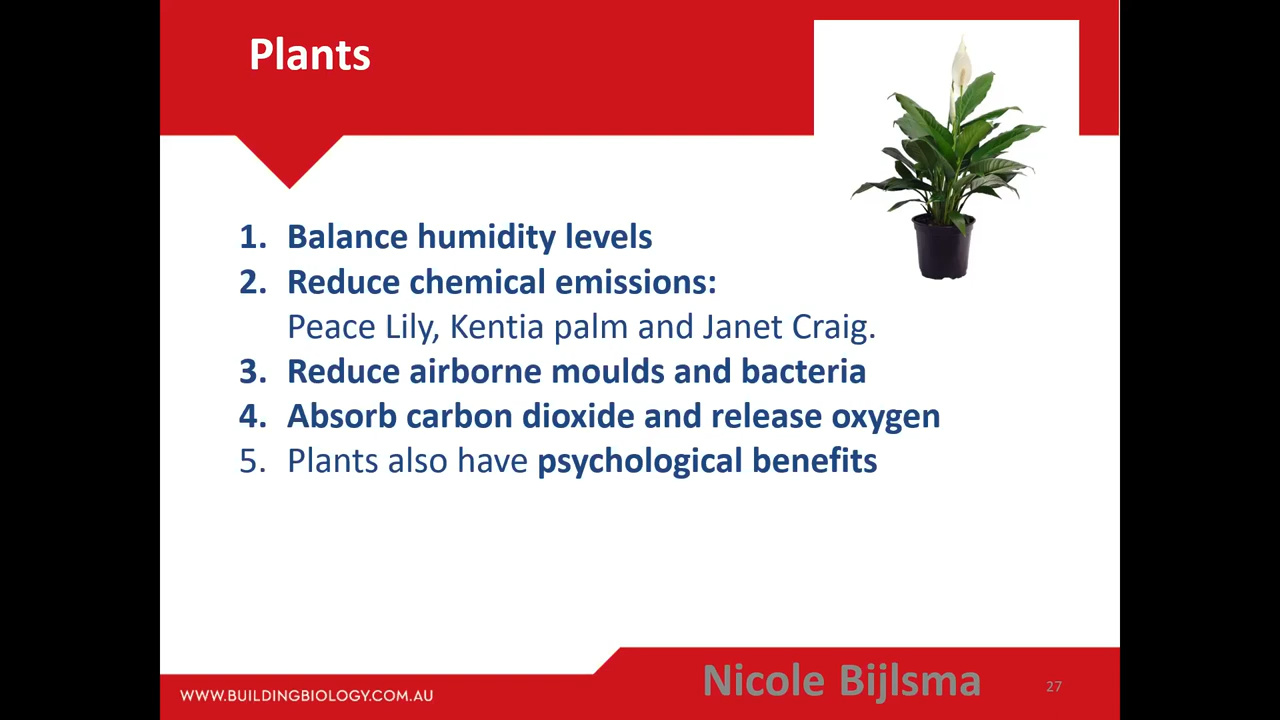 Plants
1. Balance humidity levels
2. Reduce chemical emissions:
Peace Lily, Kentia palm and Janet Craig.
3. Reduce airborne moulds and bacteria
4. Absorb carbon dioxide and release oxygen
5. Plants also have psychological benefits
WWW.BUILDINGBIOLOGY.COM.AU
Nicole Bijlsma
27